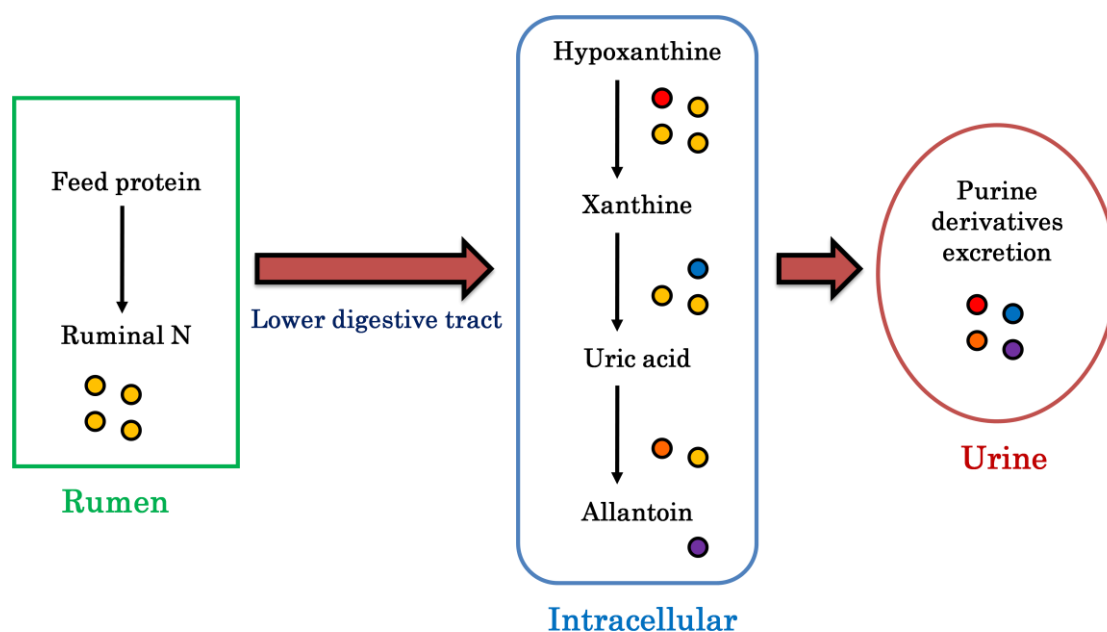 Feed protein
Ruminal N
Rumen
Lower digestive tract
Hypoxanthine
Xanthine
Uric acid
Allantoin
Intracellular
Purine
derivatives
excretion
Urine